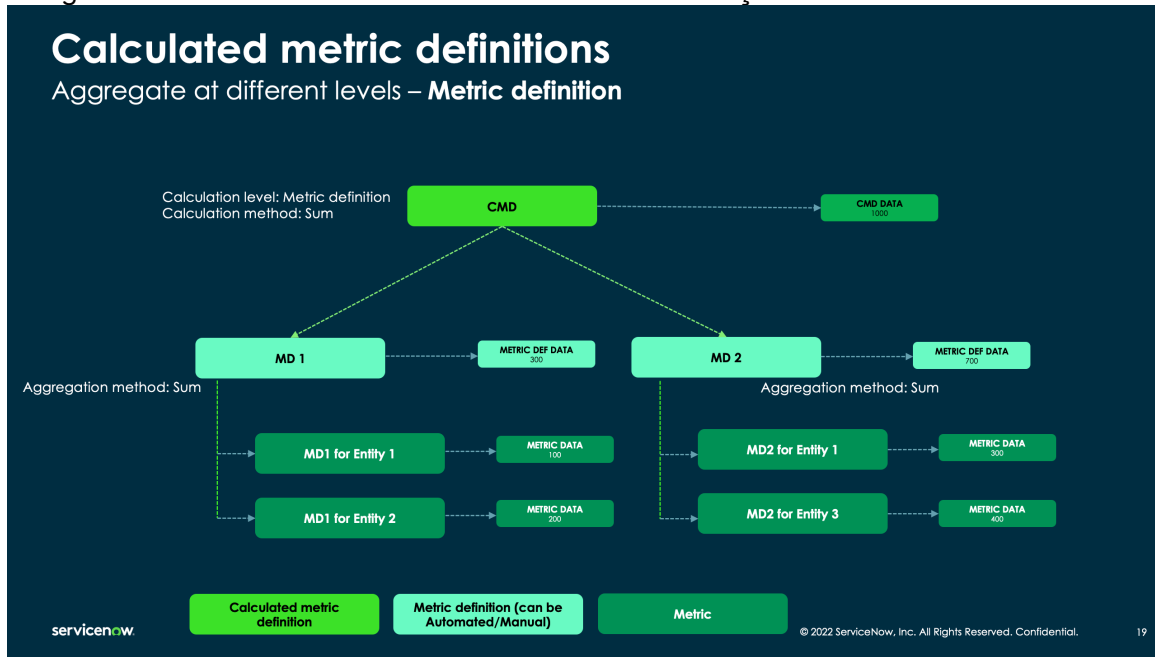 Calculated metric definitions
Aggregate at different levels – Metric definition
Calculation level: Metric definition
Calculation method: Sum
CMD
CMD DATA
1000
MD 1
METRIC DEF DATA
300
MD 2
METRIC DEF DATA
700
Aggregation method: Sum
Aggregation method: Sum
MD1 for Entity 1
METRIC DATA
100
MD2 for Entity 1
METRIC DATA
300
MD1 for Entity 2
METRIC DATA
200
MD2 for Entity 3
METRIC DATA
400
Calculated metric
definition
Metric definition (can be
Automated/Manual)
Metric
servicenow.
© 2022 ServiceNow, Inc. All Rights Reserved. Confidential.
19